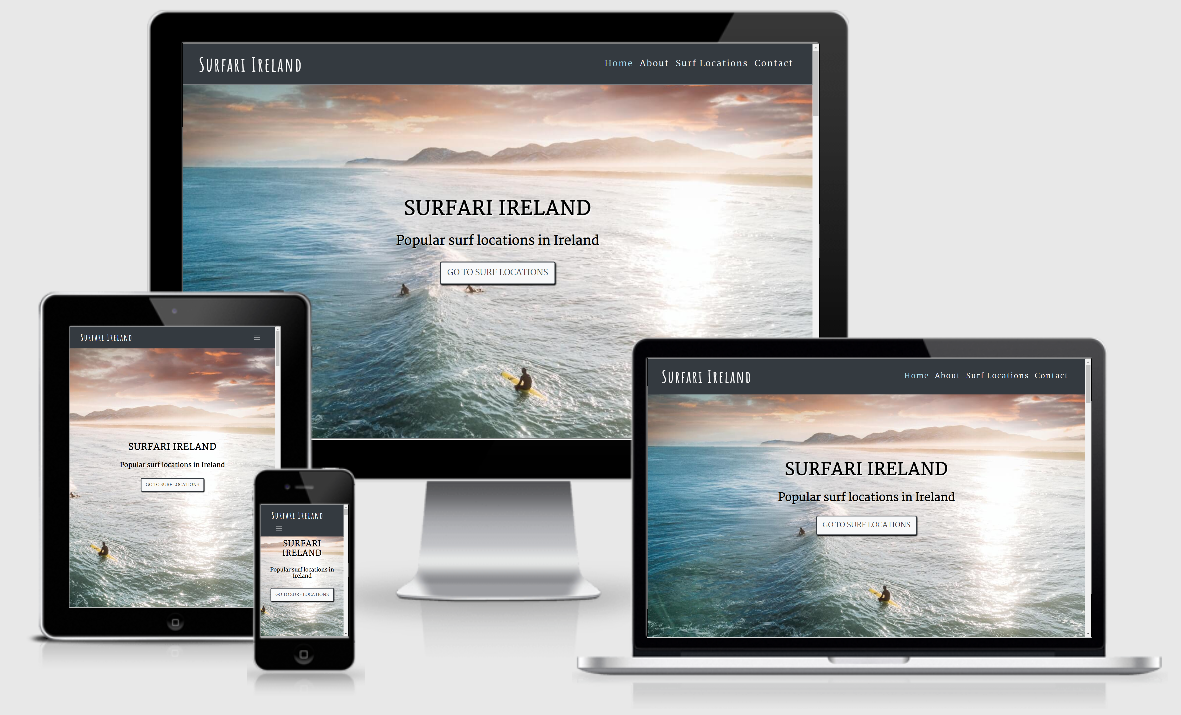 SURFARI IRELAND
Home About Surf Locations Contact
SURFARI IRELAND
Popular surf locations in Ireland
GO TO SURF LOCATIONS
SURFARI IRELAND
SURFARI IRELAND
Popular surf locations in Ireland
GO TO SURF LOCATIONS
SURFARI IRELAND
SURFARI
IRELAND
Popular surf locations in
Ireland
GO TO SURF LOCATIONS
SURFARI IRELAND
Home About Surf Locations Contact
SURFARI IRELAND
Popular surf locations in Ireland
GO TO SURF LOCATIONS